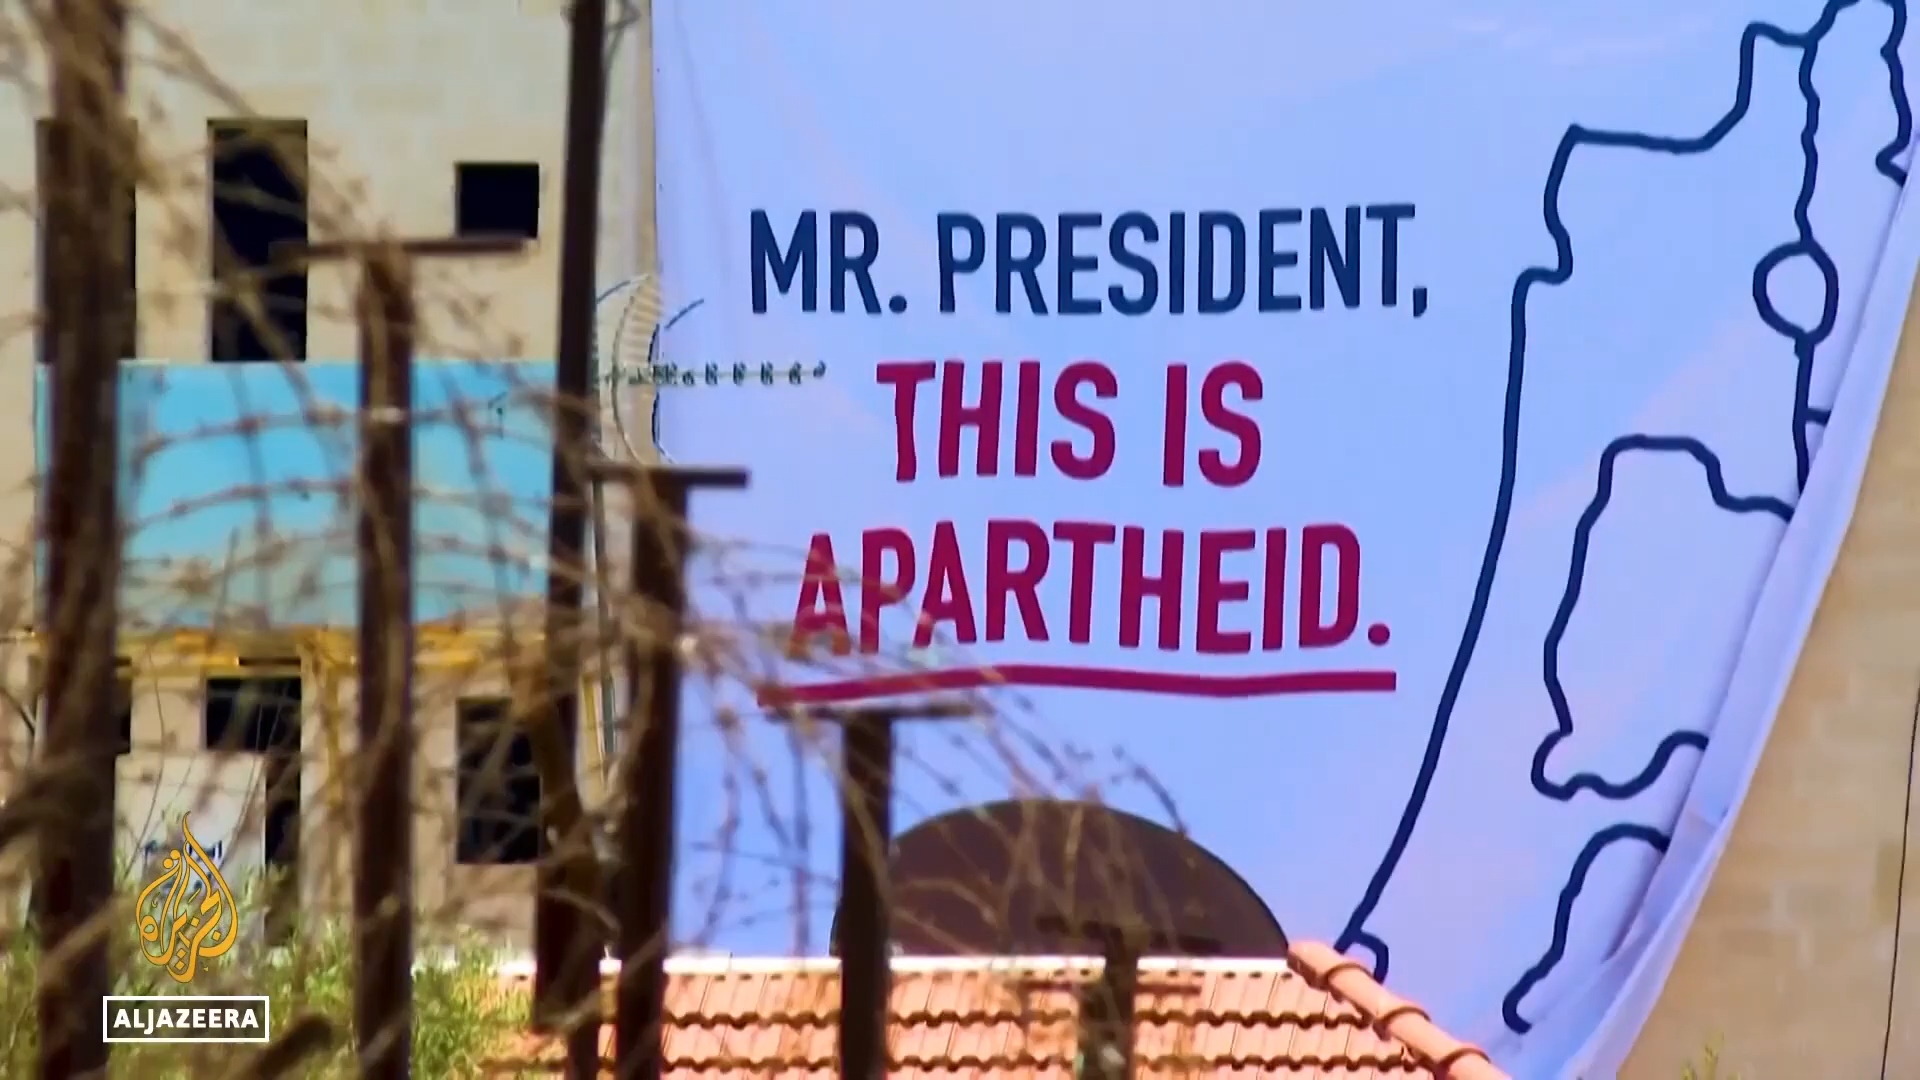 MR. PRESIDENT,
THIS IS
APARTHEID.
ALJAZEERA